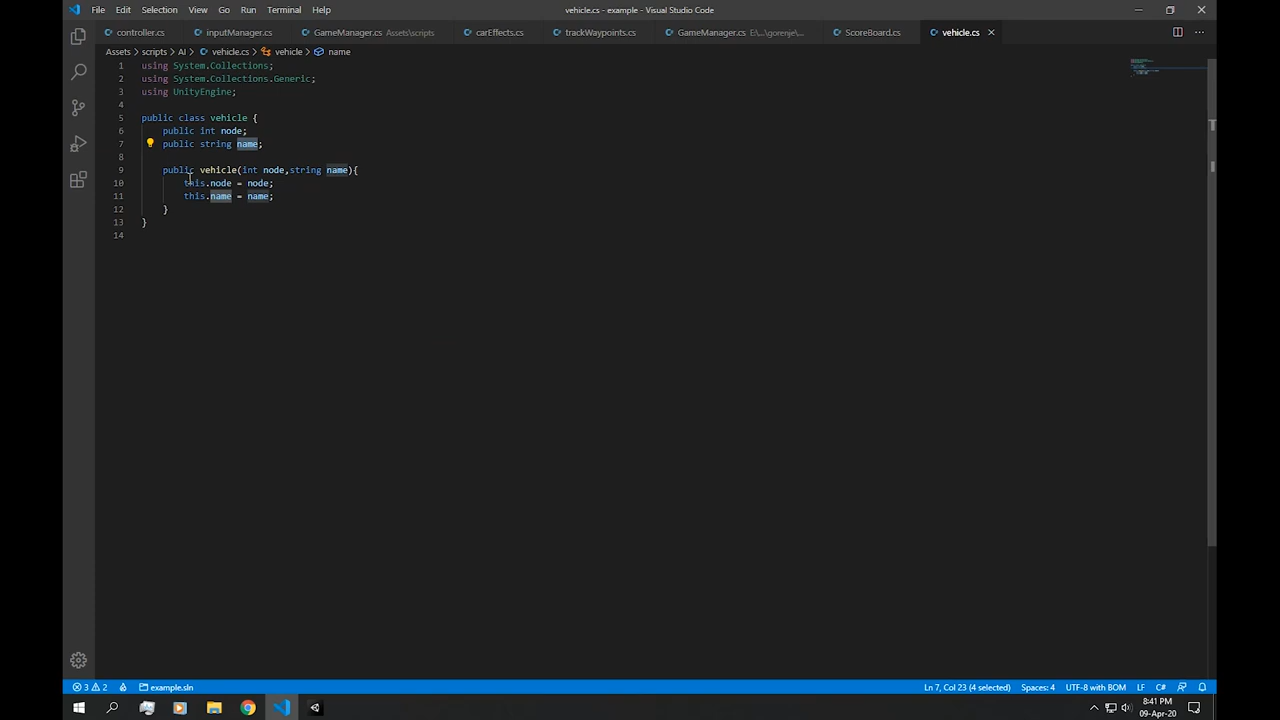 File Edit Selection View Go Run Terminal Help vehicle.cs - example - Visual Studio Code
controller.cs inputManager.cs GameManager.cs Assets\scripts carEffects.cs trackWaypoints.cs GameManager.cs E:\...\gorenje\... ScoreBoard.cs vehicle.cs
Assets > scripts > AI > vehicle.cs > vehicle > name
1 using System.Collections;
2 using System.Collections.Generic;
3 using UnityEngine;
4
5 public class vehicle {
6 public int node;
7 public string name;
8
9 public vehicle(int node,string name){
10 this.node = node;
11 this.name = name;
12 }
13 }
14
3 2 example.sln Ln 7, Col 23 (4 selected) Spaces: 4 UTF-8 with BOM LF C#
8:41 PM
09-Apr-20